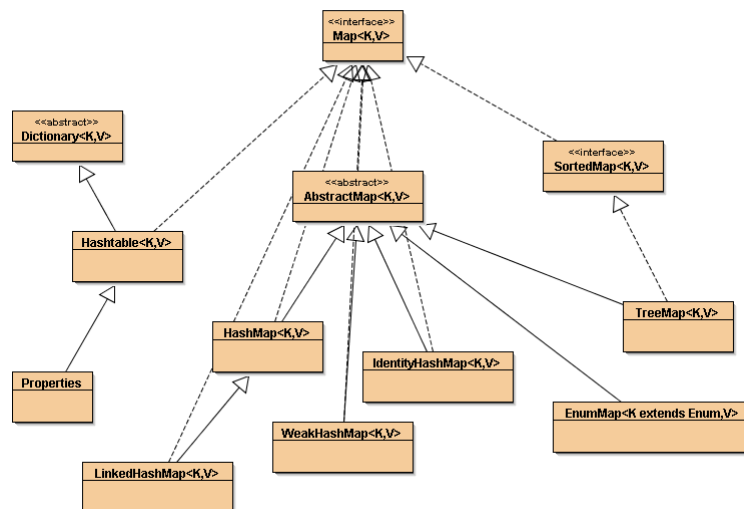 <<interface>>
Map<K,V>
<<abstract>>
Dictionary<K,V>
<<interface>>
SortedMap<K,V>
<<abstract>>
AbstractMap<K,V>
Hashtable<K,V>
TreeMap<K,V>
HashMap<K,V>
IdentityHashMap<K,V>
Properties
EnumMap<K extends Enum,V>
WeakHashMap<K,V>
LinkedHashMap<K,V>